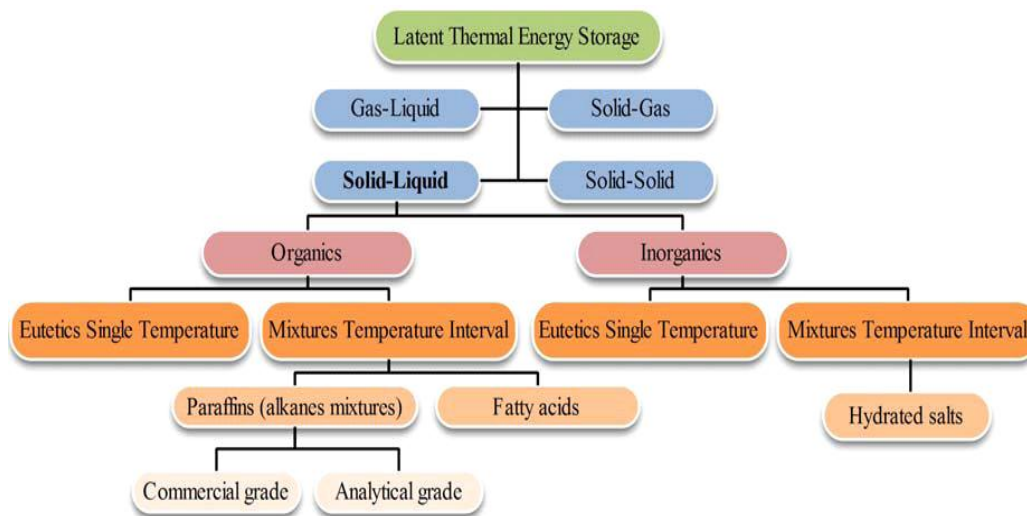 Latent Thermal Energy Storage
Gas-Liquid
Solid-Gas
Solid-Liquid
Solid-Solid
Organics
Inorganics
Eutetics Single Temperature
Mixtures Temperature Interval
Eutetics Single Temperature
Mixtures Temperature Interval
Paraffins (alkanes mixtures)
Fatty acids
Hydrated salts
Commercial grade
Analytical grade